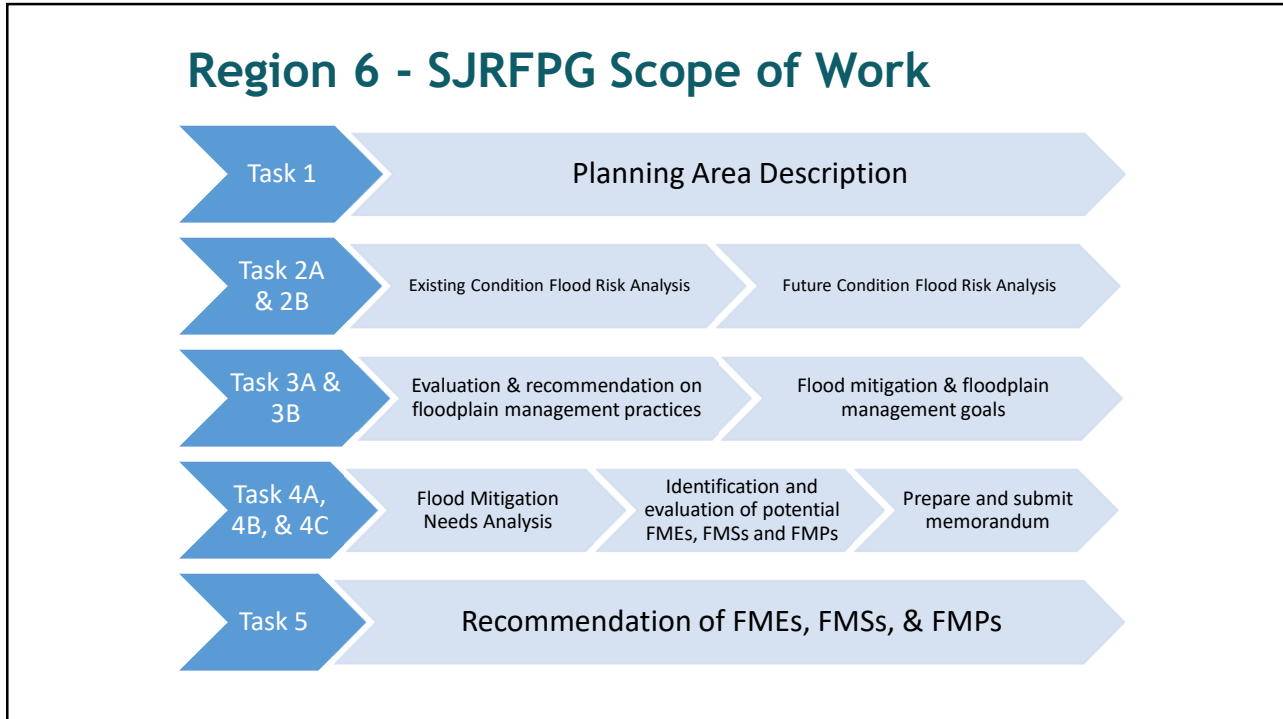 Region 6 - SJRFPG Scope of Work
Task 1
Planning Area Description
Task 2A
& 2B
Existing Condition Flood Risk Analysis
Future Condition Flood Risk Analysis
Task 3A &
3B
Evaluation & recommendation on
floodplain management practices
Flood mitigation & floodplain
management goals
Task 4A,
4B, & 4C
Flood Mitigation
Needs Analysis
Identification and
evaluation of potential
FMEs, FMSs and FMPs
Prepare and submit
memorandum
Task 5
Recommendation of FMEs, FMSs, & FMPs